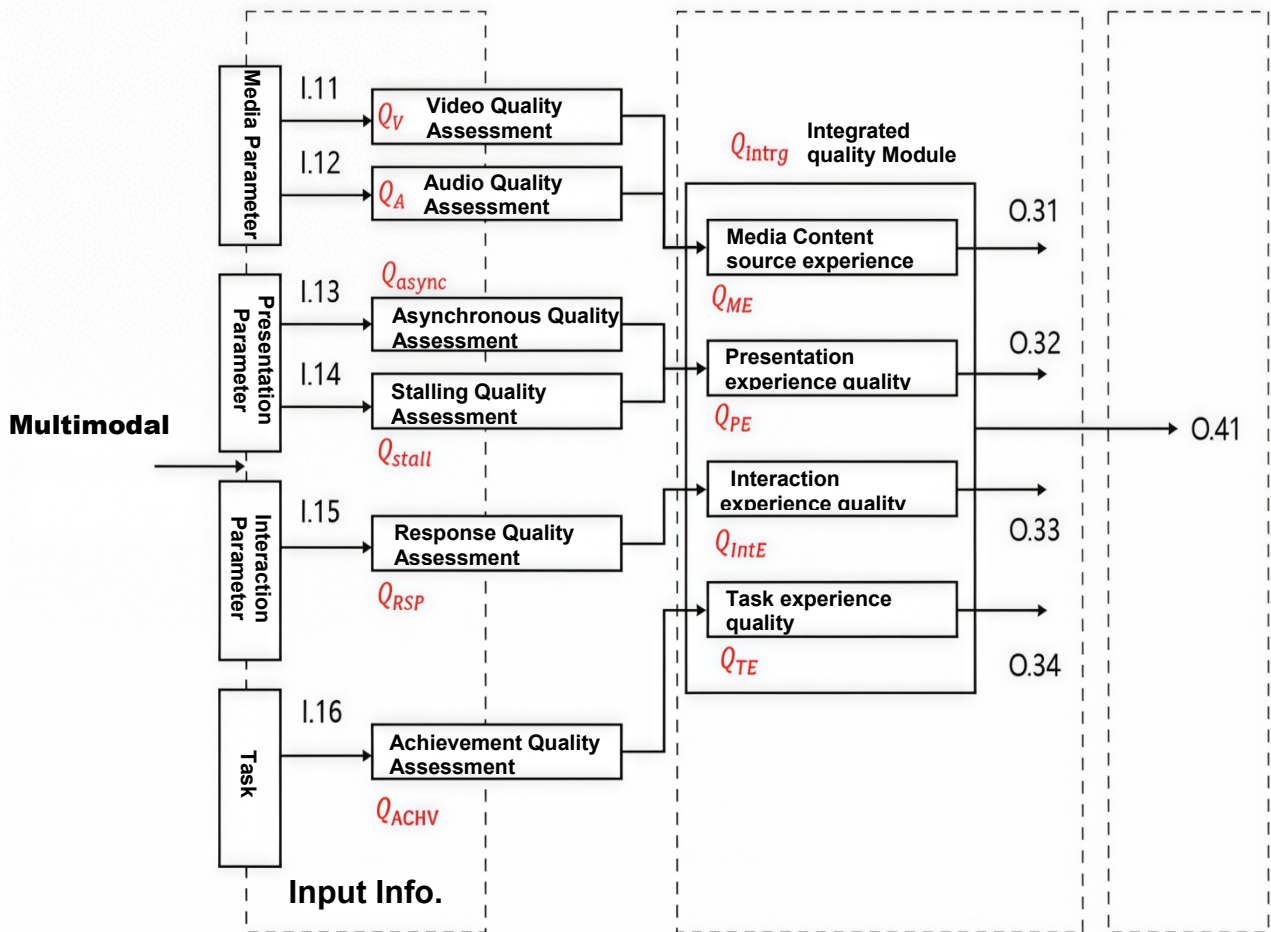 Multimodal
Media Parameter
I.11
Q_V Video Quality
Assessment
I.12
Q_A Audio Quality
Assessment
Presentation
Parameter
I.13
Q_async
Asynchronous Quality
Assessment
I.14
Stalling Quality
Assessment
Q_stall
Interaction
Parameter
I.15
Response Quality
Assessment
Q_RSP
Task
I.16
Achievement Quality
Assessment
Q_ACHV
Input Info.
Q_intrg Integrated
quality Module
Media Content
source experience
Q_ME
O.31
Presentation
experience quality
Q_PE
O.32
Interaction
experience quality
Q_IntE
O.33
Task experience
quality
Q_TE
O.34
O.41